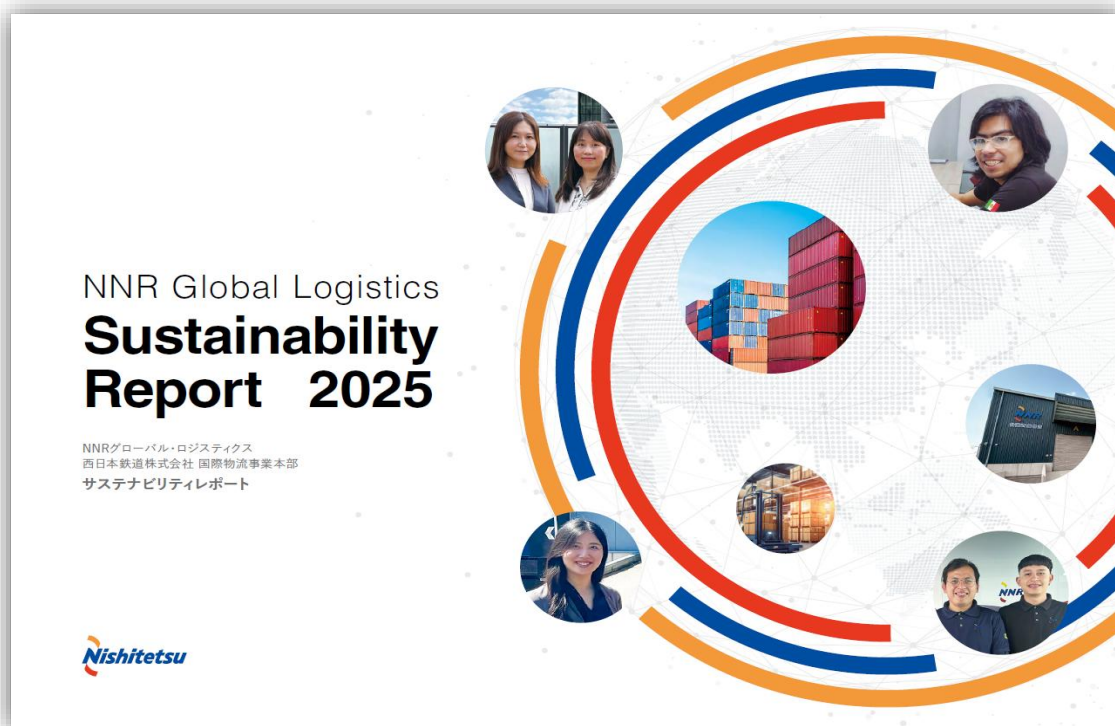 NNR Global Logistics
Sustainability
Report 2025
NNRグローバル・ロジスティクス
西日本鉄道株式会社 国際物流事業本部
サステナビリティレポート
Nishitetsu
NNR
NNR